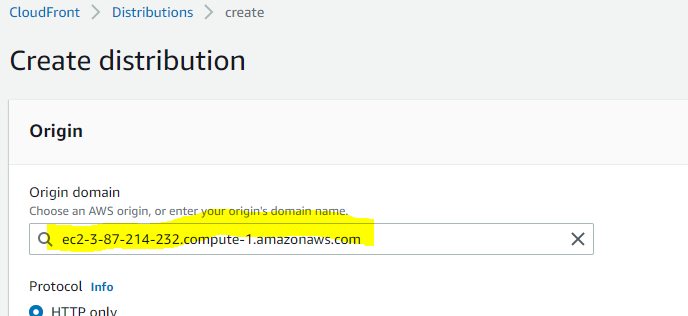 CloudFront > Distributions > create
Create distribution
Origin
Origin domain
Choose an AWS origin, or enter your origin's domain name.
ec2-3-87-214-232.compute-1.amazonaws.com
Protocol Info
HTTP only